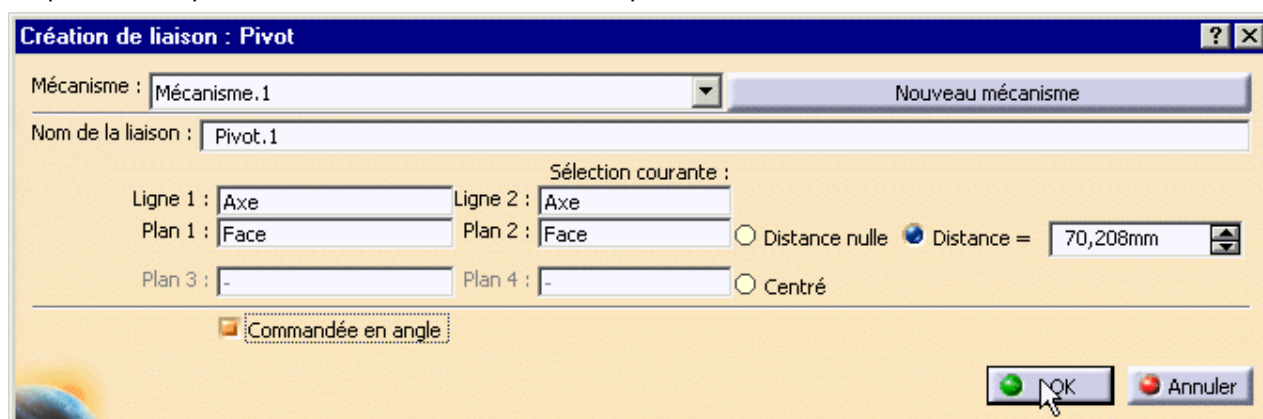 Création de liaison : Pivot
Mécanisme : Mécanisme.1 Nouveau mécanisme
Nom de la liaison : Pivot.1
Sélection courante :
Ligne 1 : Axe Ligne 2 : Axe
Plan 1 : Face Plan 2 : Face Distance nulle Distance = 70,208mm
Plan 3 : - Plan 4 : - Centré
Commandée en angle
OK Annuler